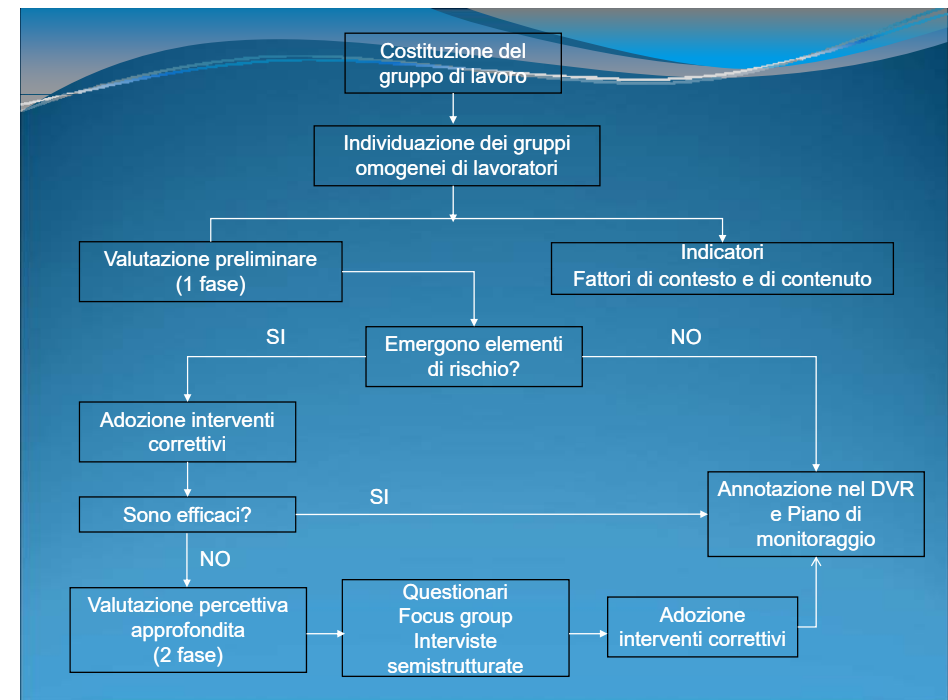 Costituzione del
gruppo di lavoro
Individuazione dei gruppi
omogenei di lavoratori
Valutazione preliminare
(1 fase)
Indicatori
Fattori di contesto e di contenuto
SI
Emergono elementi
di rischio?
NO
Adozione interventi
correttivi
Sono efficaci?
SI
Annotazione nel DVR
e Piano di
monitoraggio
NO
Valutazione percettiva
approfondita
(2 fase)
Questionari
Focus group
Interviste
semistrutturate
Adozione
interventi correttivi